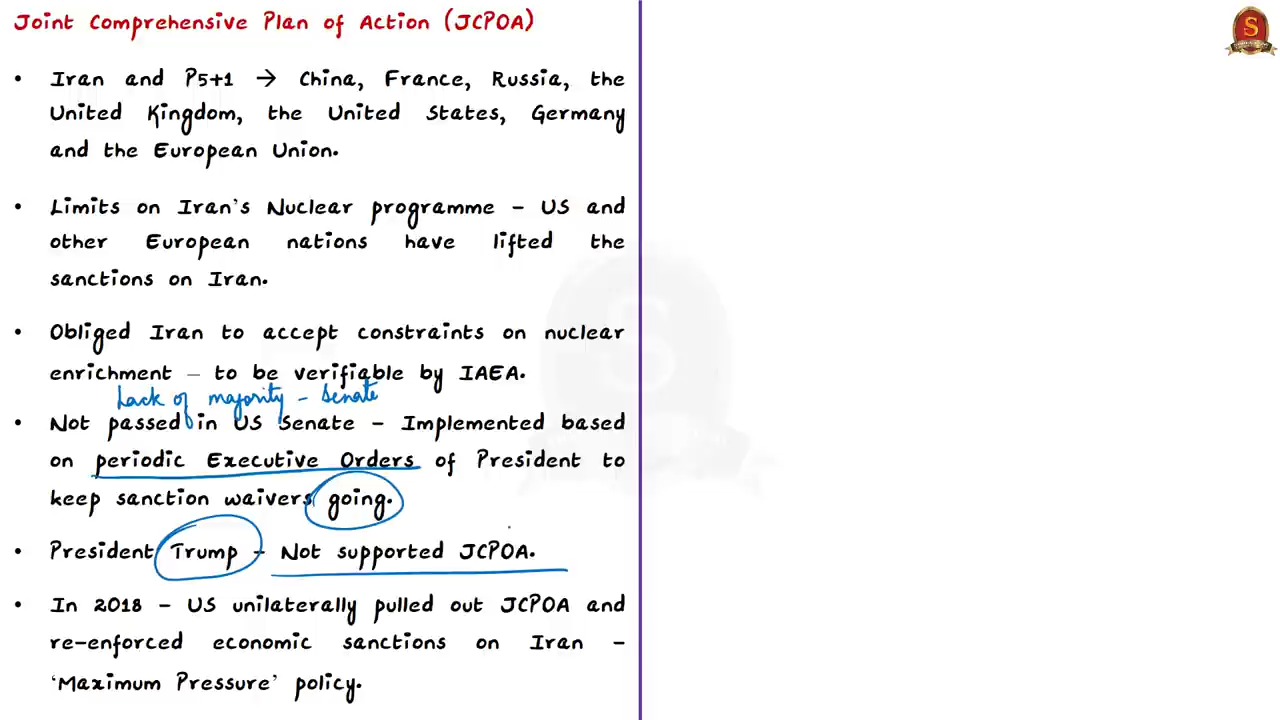 Joint Comprehensive Plan of Action (JCPOA)
• Iran and P5+1 → China, France, Russia, the
United Kingdom, the United States, Germany
and the European Union.
• Limits on Iran's Nuclear programme - US and
other European nations have lifted the
sanctions on Iran.
• Obliged Iran to accept constraints on nuclear
enrichment – to be verifiable by IAEA.
Lack of majority - Senate
• Not passed in US Senate - Implemented based
on periodic Executive Orders of President to
keep sanction waivers going.
• President Trump - Not supported JCPOA.
• In 2018 - US unilaterally pulled out JCPOA and
re-enforced economic sanctions on Iran -
'Maximum Pressure' policy.